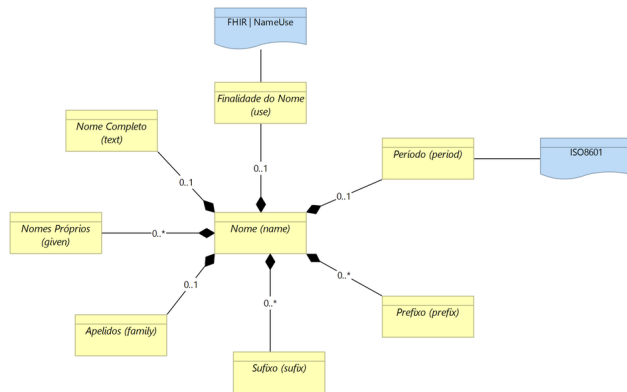 FHIR | NameUse
Finalidade do Nome
(use)
Nome Completo
(text)
Período (period)
ISO8601
0..1
0..1
0..1
Nomes Próprios
(given)
0..*
Nome (name)
0..1
0..*
0..*
Apelidos (family)
Prefixo (prefix)
Sufixo (sufix)